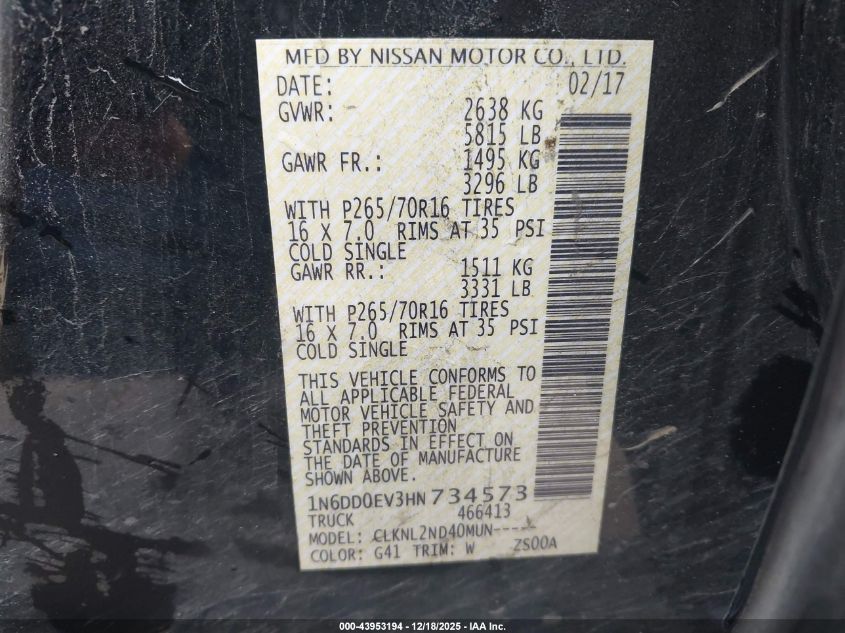 MFD BY NISSAN MOTOR CO., LTD.
DATE: 02/17
GVWR: 2638 KG
5815 LB
GAWR FR.: 1495 KG
3296 LB
WITH P265/70R16 TIRES
16 X 7.0 RIMS AT 35 PSI
COLD SINGLE
GAWR RR.: 1511 KG
3331 LB
WITH P265/70R16 TIRES
16 X 7.0 RIMS AT 35 PSI
COLD SINGLE
THIS VEHICLE CONFORMS TO
ALL APPLICABLE FEDERAL
MOTOR VEHICLE SAFETY AND
THEFT PREVENTION
STANDARDS IN EFFECT ON
THE DATE OF MANUFACTURE
SHOWN ABOVE.
1N6DD0EV3HN734573
TRUCK 466413
MODEL: CLKNL2ND40MUN-----
COLOR: G41 TRIM: W ZS00A
000-43953194 - 12/18/2025 - IAA Inc.